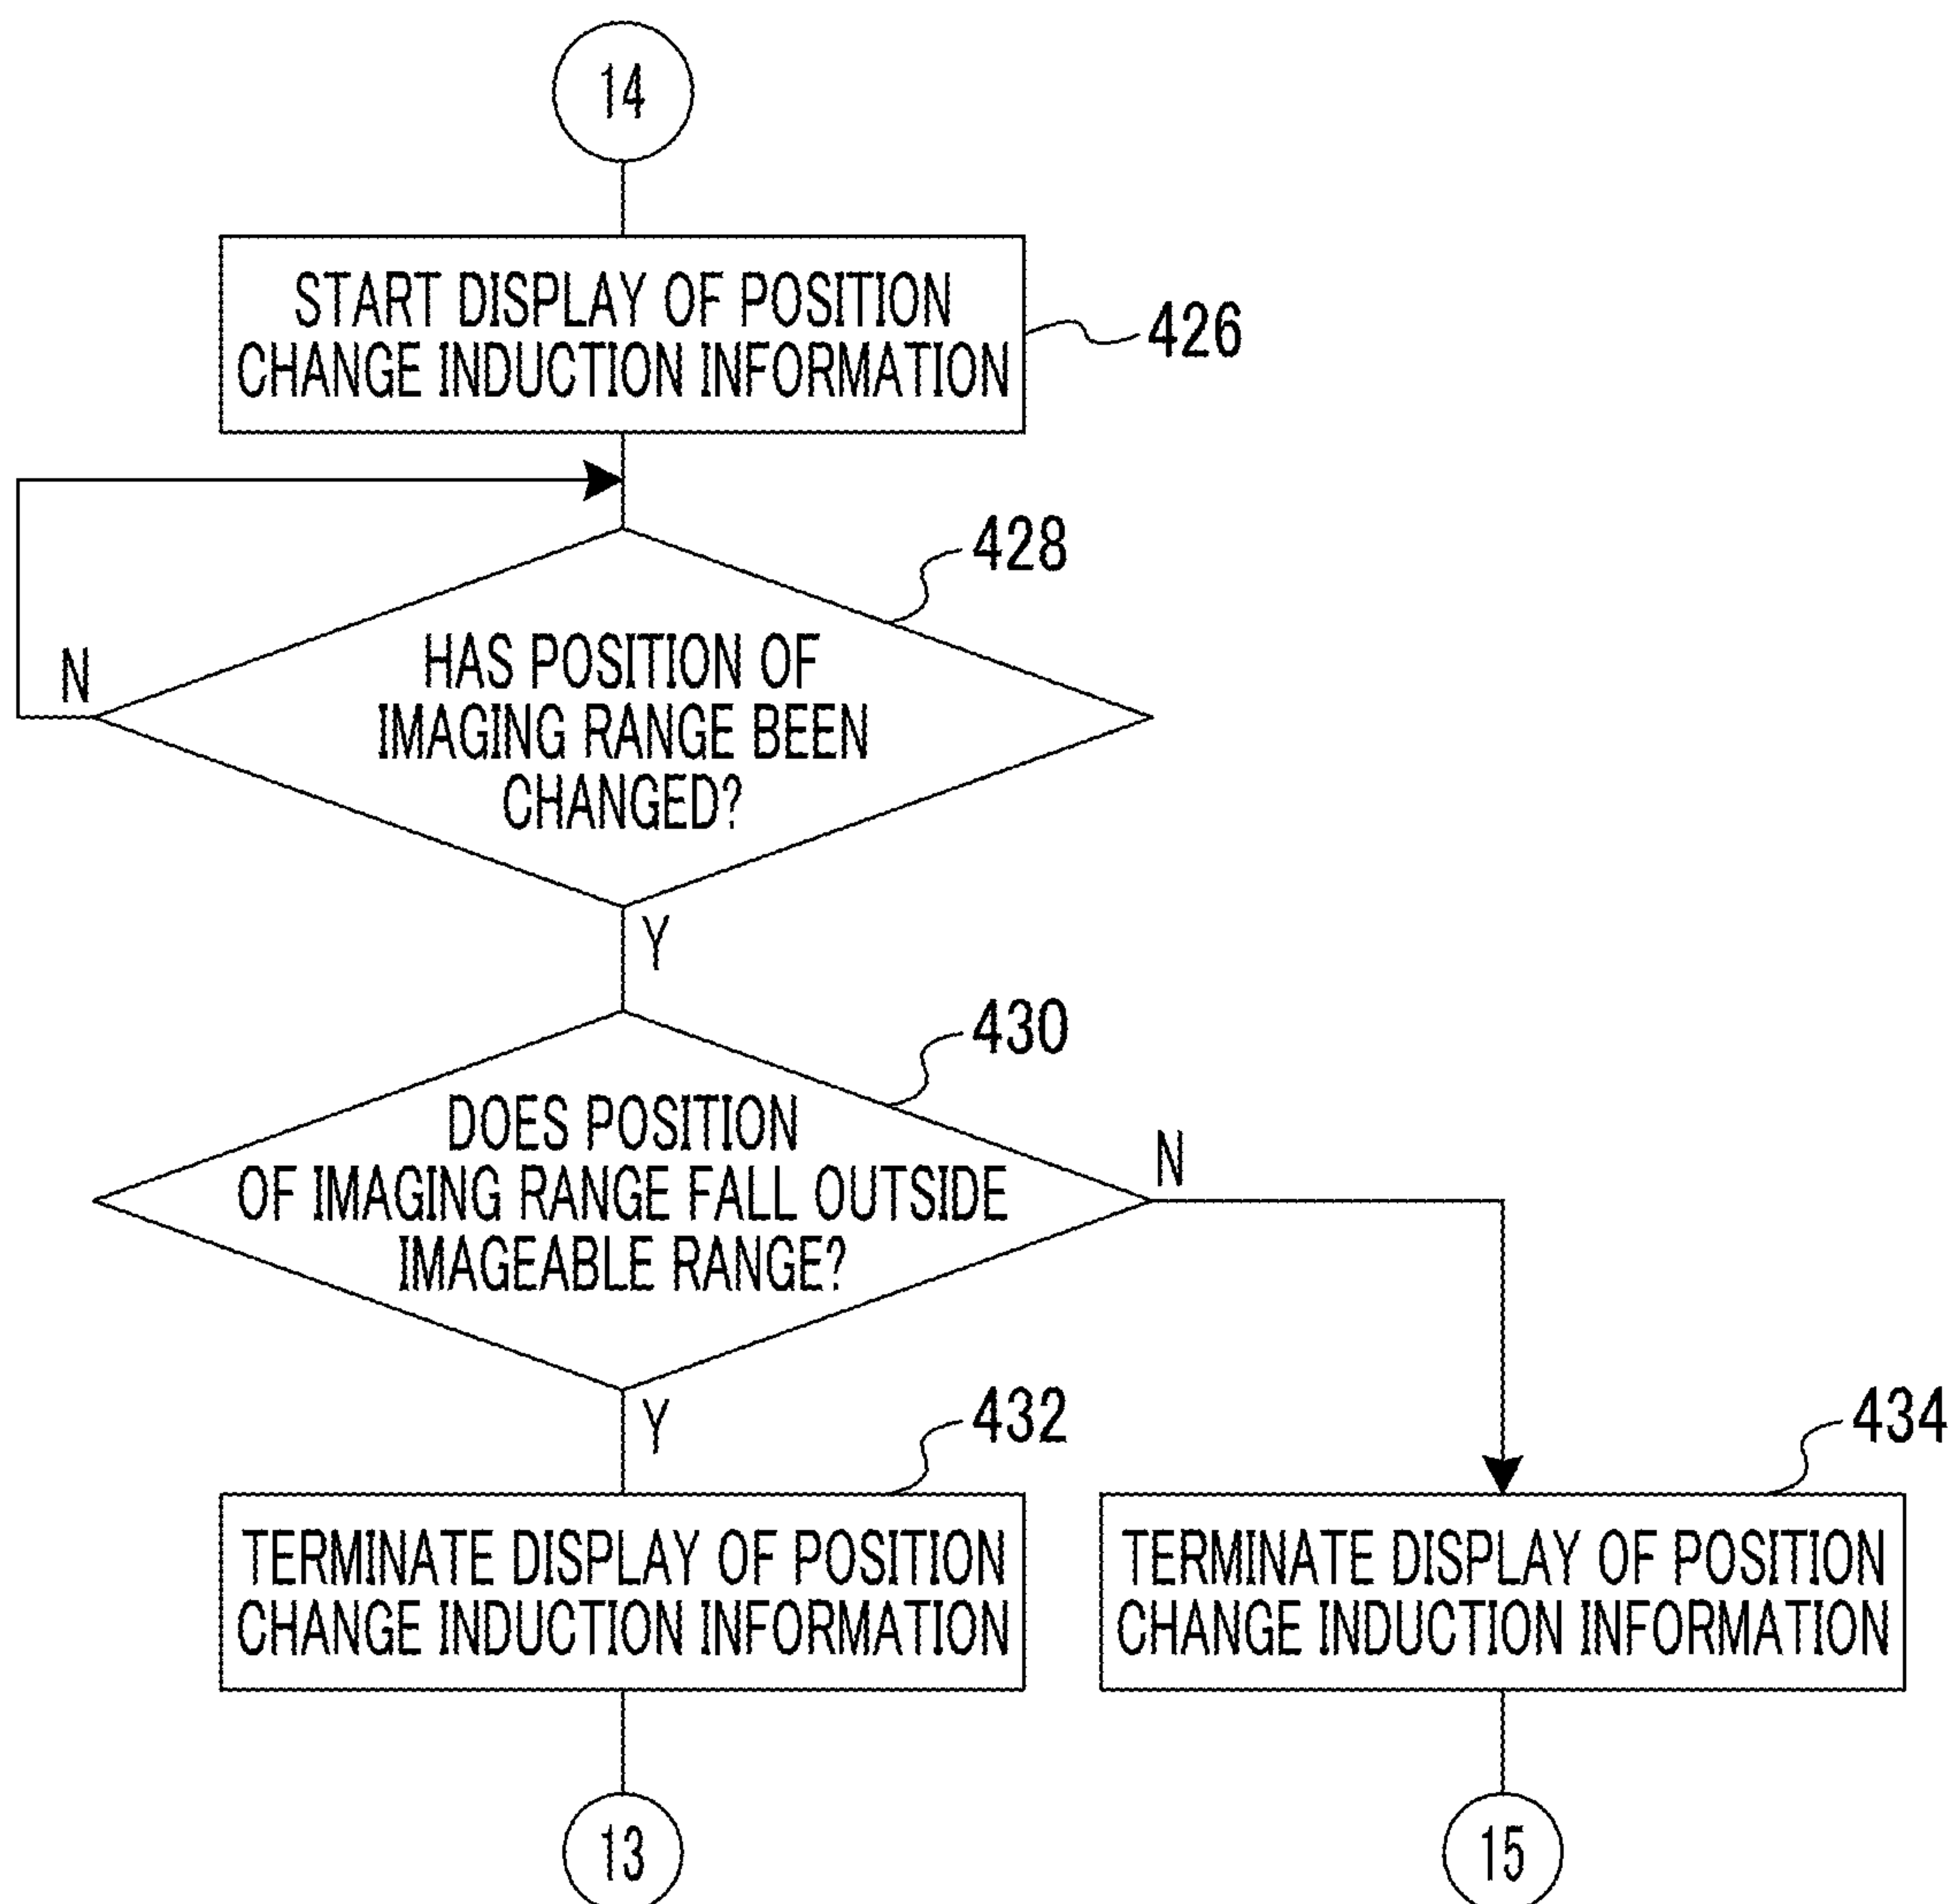 14
START DISPLAY OF POSITION
CHANGE INDUCTION INFORMATION
426
428
HAS POSITION OF
IMAGING RANGE BEEN
CHANGED?
N
Y
430
DOES POSITION
OF IMAGING RANGE FALL OUTSIDE
IMAGEABLE RANGE?
N
Y
432
TERMINATE DISPLAY OF POSITION
CHANGE INDUCTION INFORMATION
434
TERMINATE DISPLAY OF POSITION
CHANGE INDUCTION INFORMATION
13
15